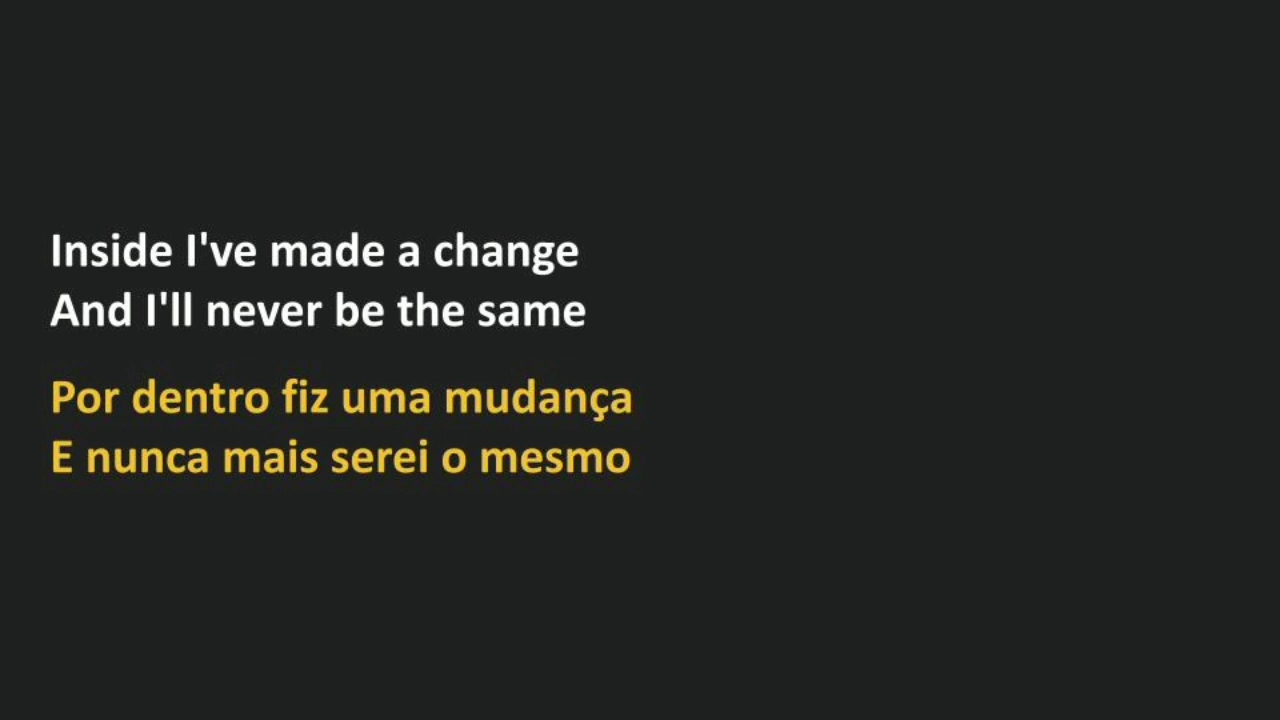 Inside I've made a change
And I'll never be the same
Por dentro fiz uma mudança
E nunca mais serei o mesmo